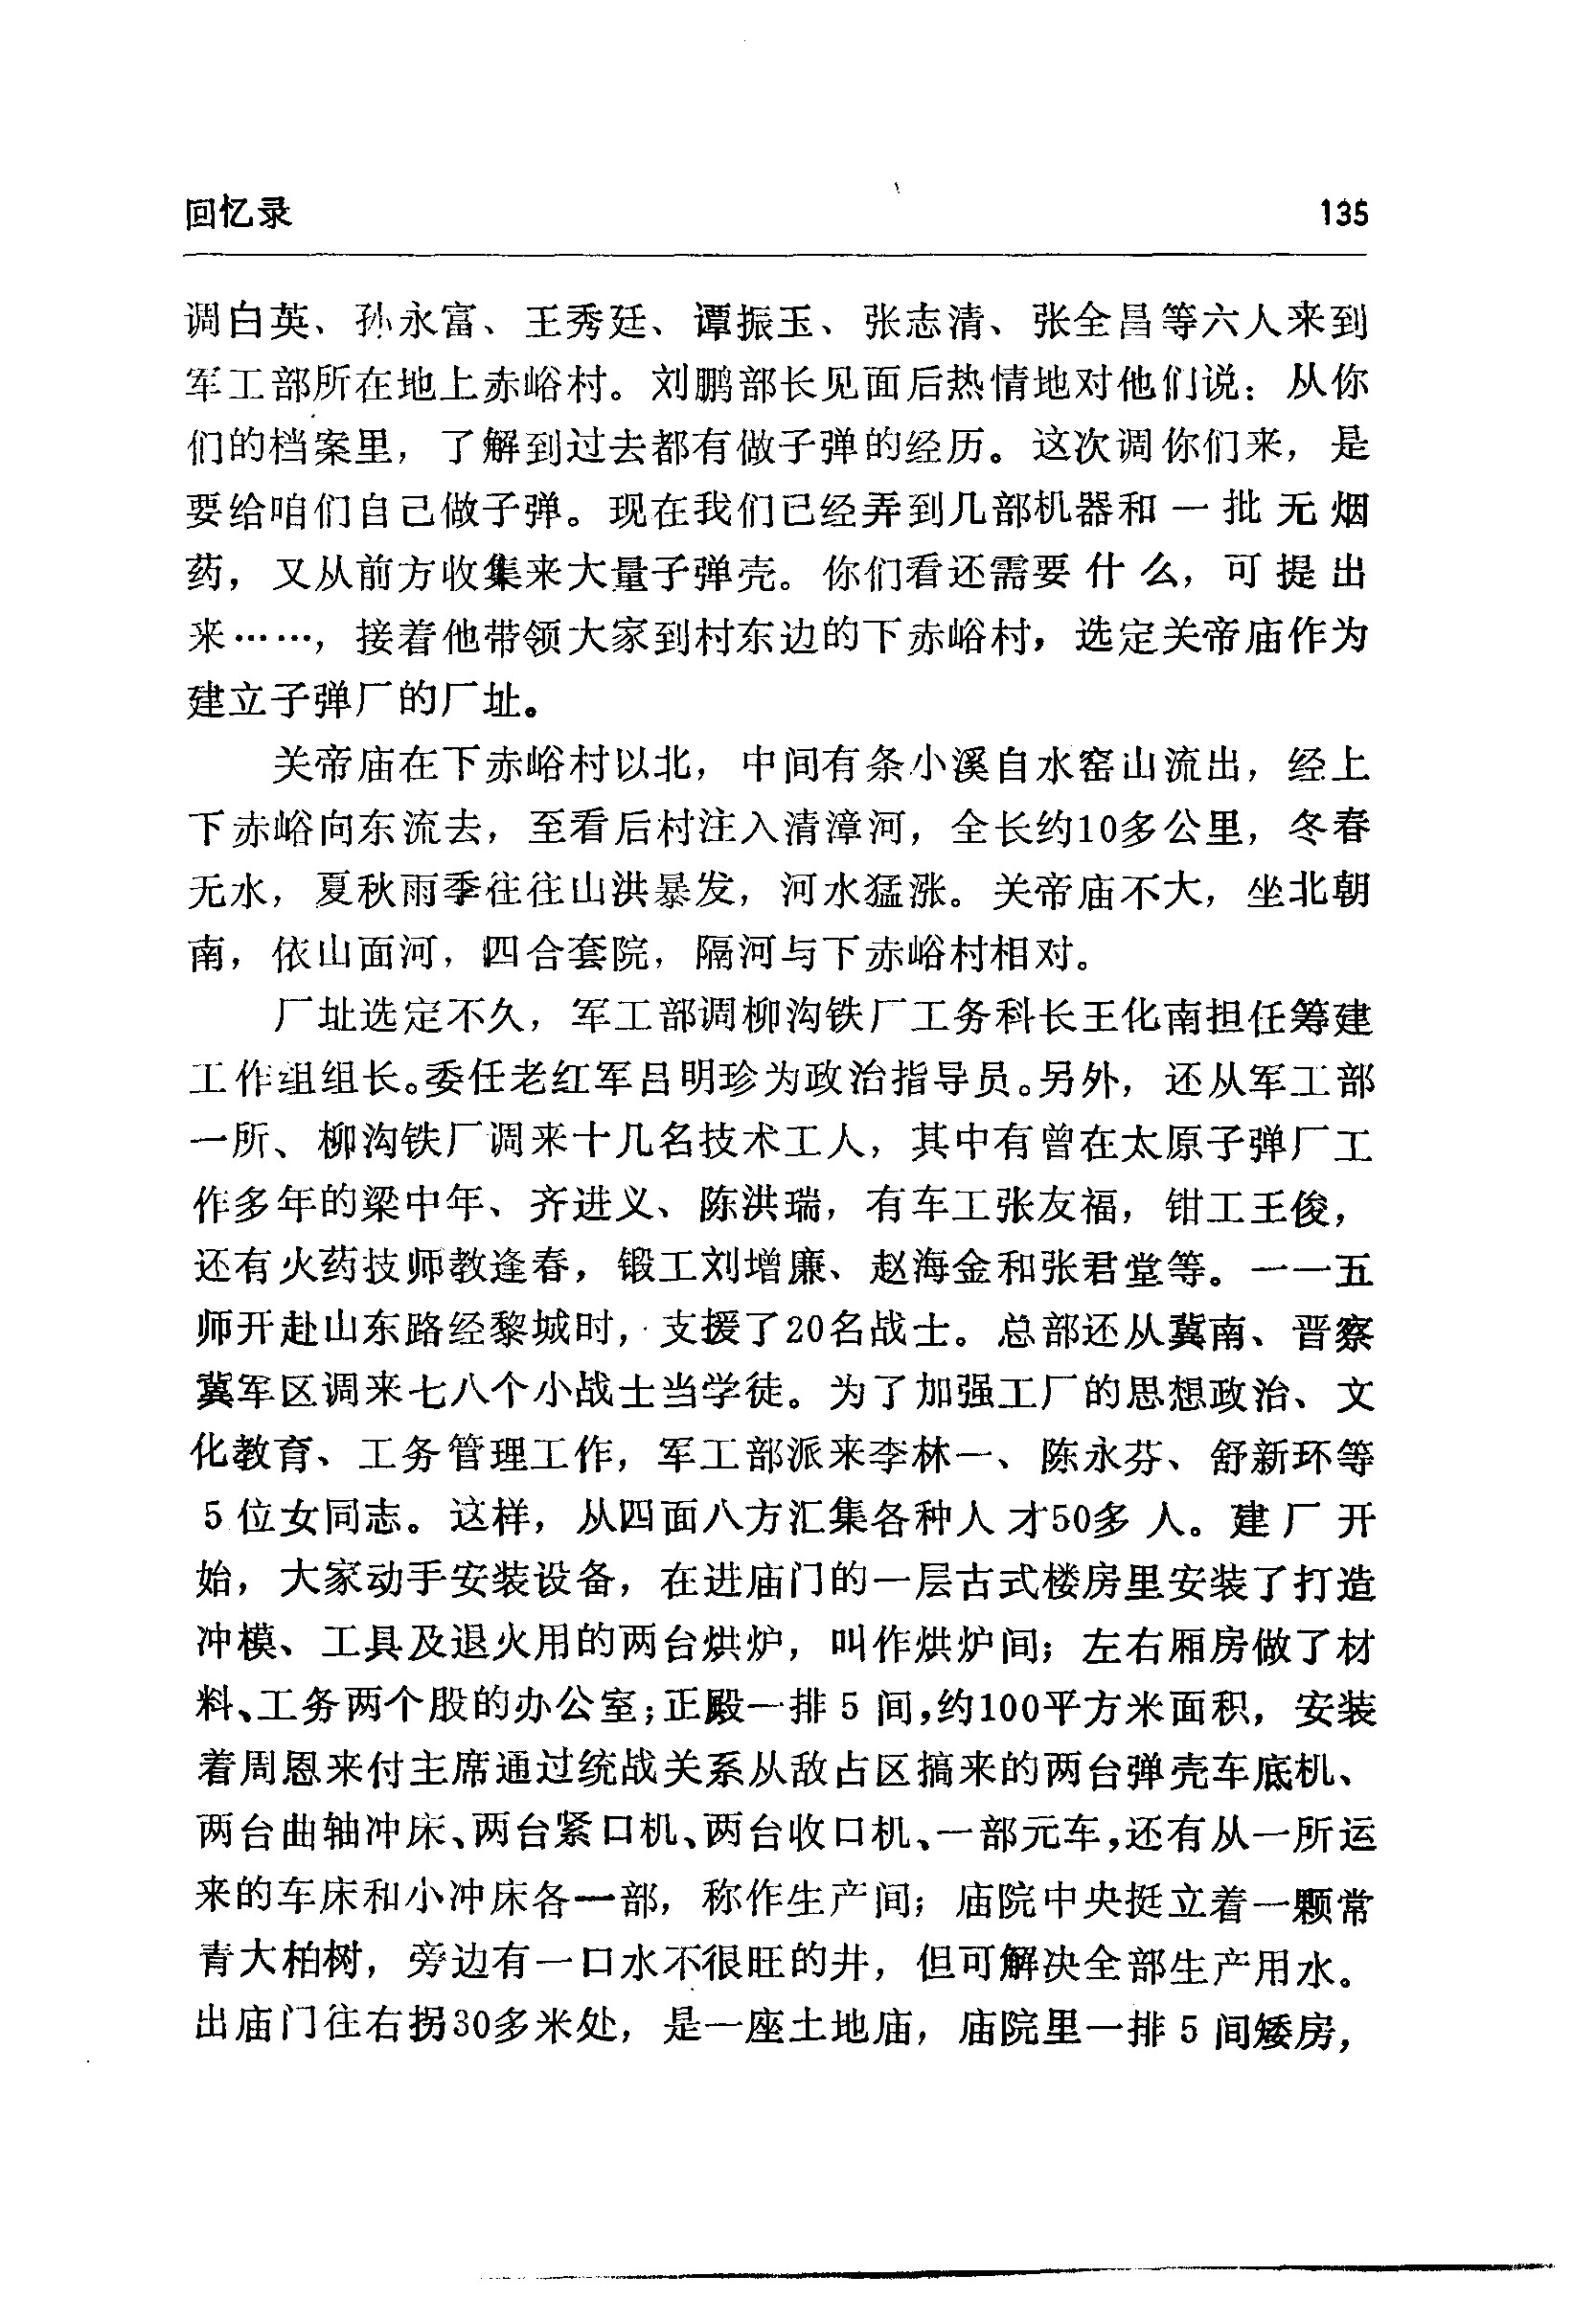 回忆录 135
调白英、孙永富、王秀廷、谭振玉、张志清、张全昌等六人来到
军工部所在地上赤峪村。刘鹏部长见面后热情地对他们说：从你
们的档案里，了解到过去都有做子弹的经历。这次调你们来，是
要给咱们自己做子弹。现在我们已经弄到几部机器和一批无烟
药，又从前方收集来大量子弹壳。你们看还需要什么，可提出
来……，接着他带领大家到村东边的下赤峪村，选定关帝庙作为
建立子弹厂的厂址。
关帝庙在下赤峪村以北，中间有条小溪自水窑山流出，经上
下赤峪向东流去，至看后村注入清漳河，全长约10多公里，冬春
无水，夏秋雨季往往山洪暴发，河水猛涨。关帝庙不大，坐北朝
南，依山面河，四合套院，隔河与下赤峪村相对。
厂址选定不久，军工部调柳沟铁厂工务科长王化南担任筹建
工作组组长。委任老红军吕明珍为政治指导员。另外，还从军工部
一所、柳沟铁厂调来十几名技术工人，其中有曾在太原子弹厂工
作多年的梁中年、齐进义、陈洪瑞，有车工张友福，钳工王俊，
还有火药技师教逢春，锻工刘增廉、赵海金和张君堂等。一一五
师开赴山东路经黎城时，支援了20名战士。总部还从冀南、晋察
冀军区调来七八个小战士当学徒。为了加强工厂的思想政治、文
化教育、工务管理工作，军工部派来李林一、陈永芬、舒新环等
5位女同志。这样，从四面八方汇集各种人才50多人。建厂开
始，大家动手安装设备，在进庙门的一层古式楼房里安装了打造
冲模、工具及退火用的两台烘炉，叫作烘炉间；左右厢房做了材
料、工务两个股的办公室；正殿一排5间，约100平方米面积，安装
着周恩来付主席通过统战关系从敌占区搞来的两台弹壳车底机、
两台曲轴冲床、两台紧口机、两台收口机、一部元车，还有从一所运
来的车床和小冲床各一部，称作生产间；庙院中央挺立着一颗常
青大柏树，旁边有一口水不很旺的井，但可解决全部生产用水。
出庙门往右拐30多米处，是一座土地庙，庙院里一排5间矮房，